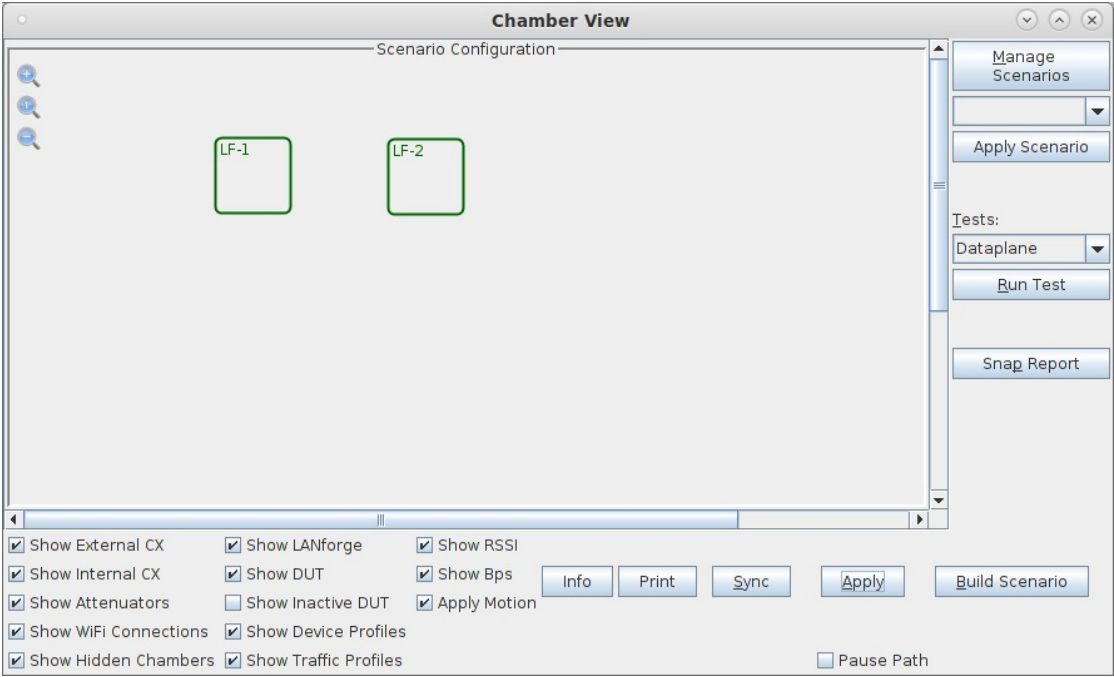 Chamber View
Scenario Configuration
Manage
Scenarios
Apply Scenario
LF-1
LF-2
Tests:
Dataplane
Run Test
Snap Report
Show External CX
Show LANforge
Show RSSI
Show Internal CX
Show DUT
Show Bps
Info
Print
Sync
Apply
Build Scenario
Show Attenuators
Show Inactive DUT
Apply Motion
Show WiFi Connections
Show Device Profiles
Show Hidden Chambers
Show Traffic Profiles
Pause Path